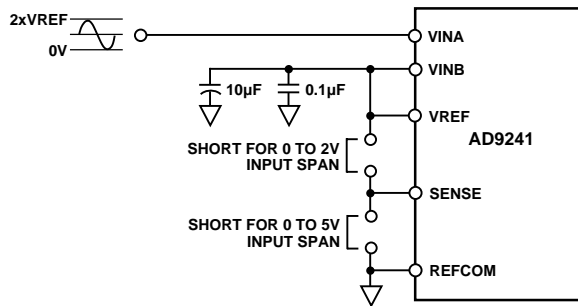 2xVREF
0V
VINA
VINB
10µF
0.1µF
VREF
AD9241
SHORT FOR 0 TO 2V
INPUT SPAN
SENSE
SHORT FOR 0 TO 5V
INPUT SPAN
REFCOM